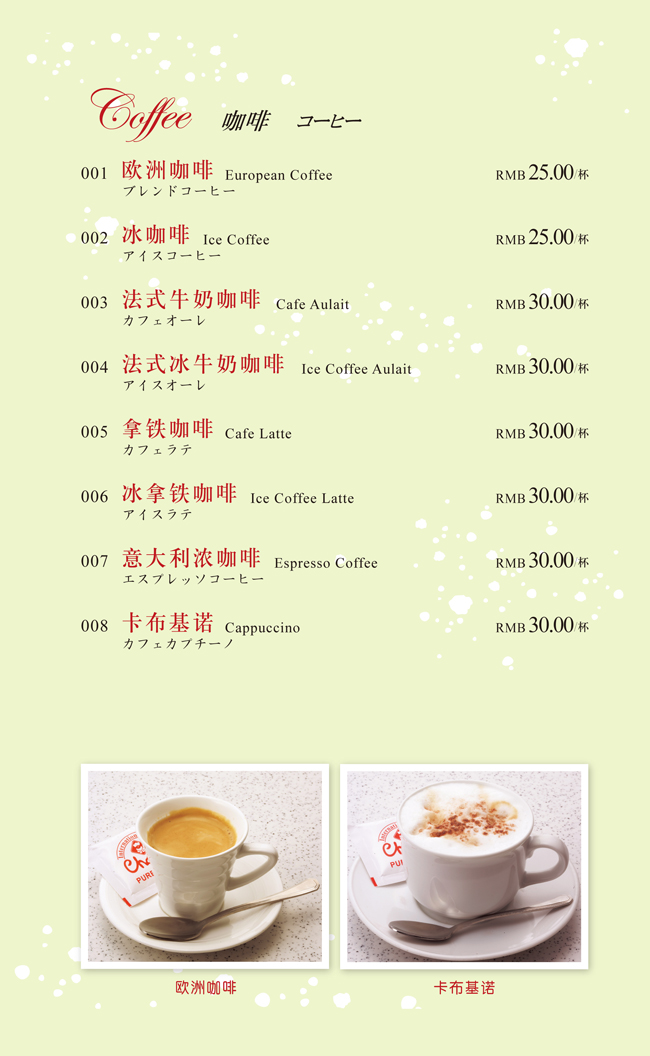 Coffee 咖啡 コーヒー
001 欧洲咖啡 European Coffee RMB 25.00/杯
ブレンドコーヒー
002 冰咖啡 Ice Coffee RMB 25.00/杯
アイスコーヒー
003 法式牛奶咖啡 Cafe Aulait RMB 30.00/杯
カフェオーレ
004 法式冰牛奶咖啡 Ice Coffee Aulait RMB 30.00/杯
アイスオーレ
005 拿铁咖啡 Cafe Latte RMB 30.00/杯
カフェラテ
006 冰拿铁咖啡 Ice Coffee Latte RMB 30.00/杯
アイスラテ
007 意大利浓咖啡 Espresso Coffee RMB 30.00/杯
エスプレッソコーヒー
008 卡布基诺 Cappuccino RMB 30.00/杯
カフェカプチーノ
欧洲咖啡 卡布基诺